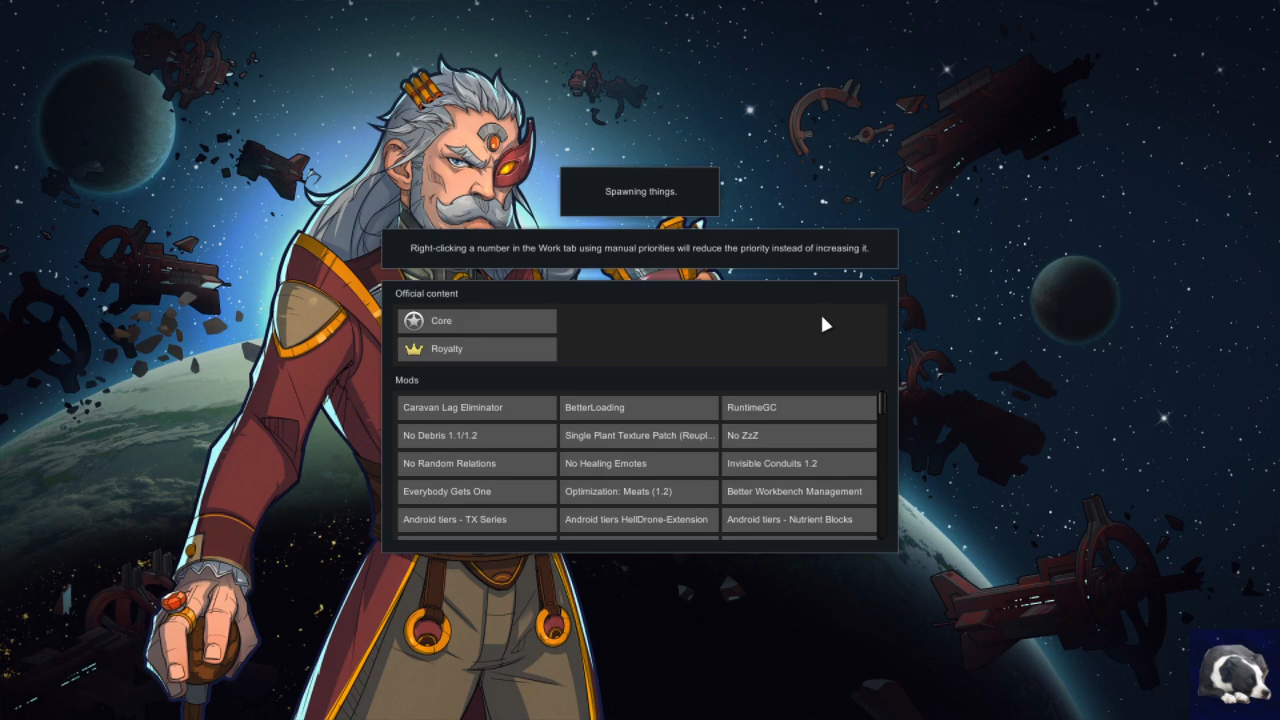 Spawning things.
Right-clicking a number in the Work tab using manual priorities will reduce the priority instead of increasing it.
Official content
Core
Royalty
Mods
Caravan Lag Eliminator
BetterLoading
RuntimeGC
No Debris 1.1/1.2
Single Plant Texture Patch (Reupl...
No ZzZ
No Random Relations
No Healing Emotes
Invisible Conduits 1.2
Everybody Gets One
Optimization: Meats (1.2)
Better Workbench Management
Android tiers - TX Series
Android tiers HellDrone-Extension
Android tiers - Nutrient Blocks